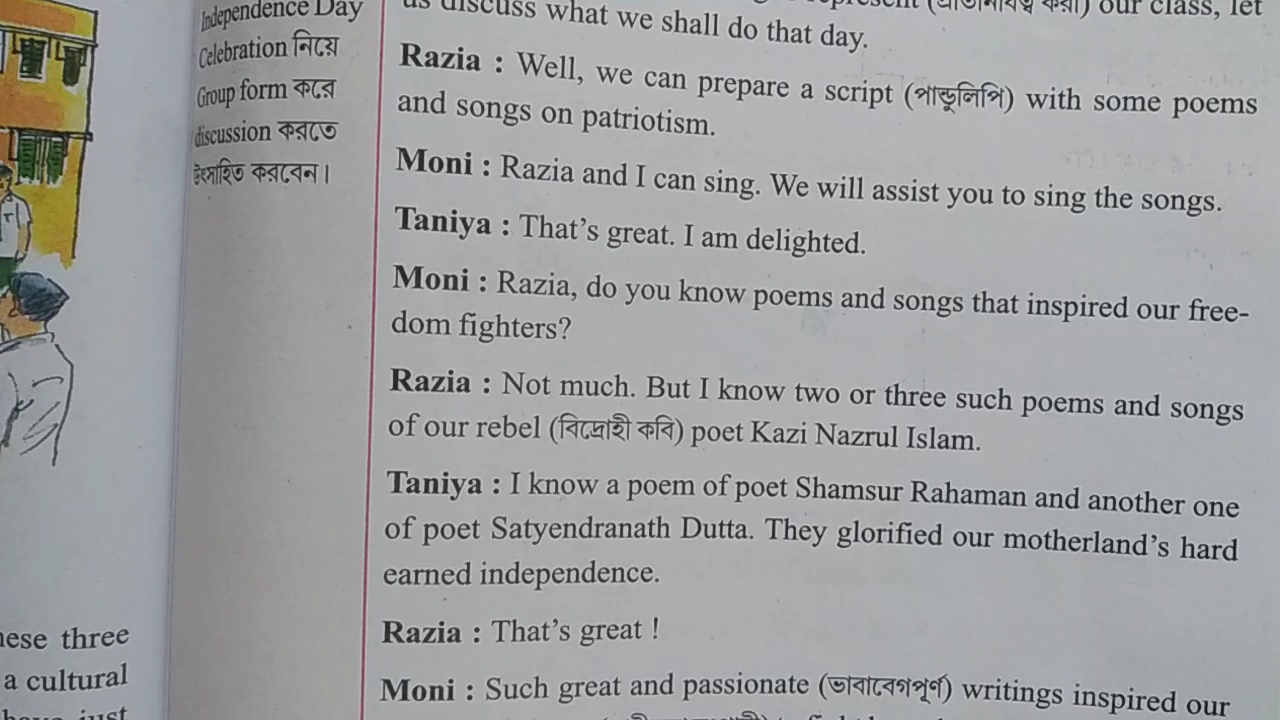 Independence Day
Celebration নিয়ে
Group form করে
discussion করতে
উৎসাহিত করবেন।
our class, let
us discuss what we shall do that day.
Razia : Well, we can prepare a script (পান্ডুলিপি) with some poems
and songs on patriotism.
Moni : Razia and I can sing. We will assist you to sing the songs.
Taniya : That's great. I am delighted.
Moni : Razia, do you know poems and songs that inspired our free-
dom fighters?
Razia : Not much. But I know two or three such poems and songs
of our rebel (বিদ্রোহী কবি) poet Kazi Nazrul Islam.
Taniya : I know a poem of poet Shamsur Rahaman and another one
of poet Satyendranath Dutta. They glorified our motherland's hard
earned independence.
Razia : That's great !
Moni : Such great and passionate (ভাবাবেগপূর্ণ) writings inspired our
three
a cultural
just